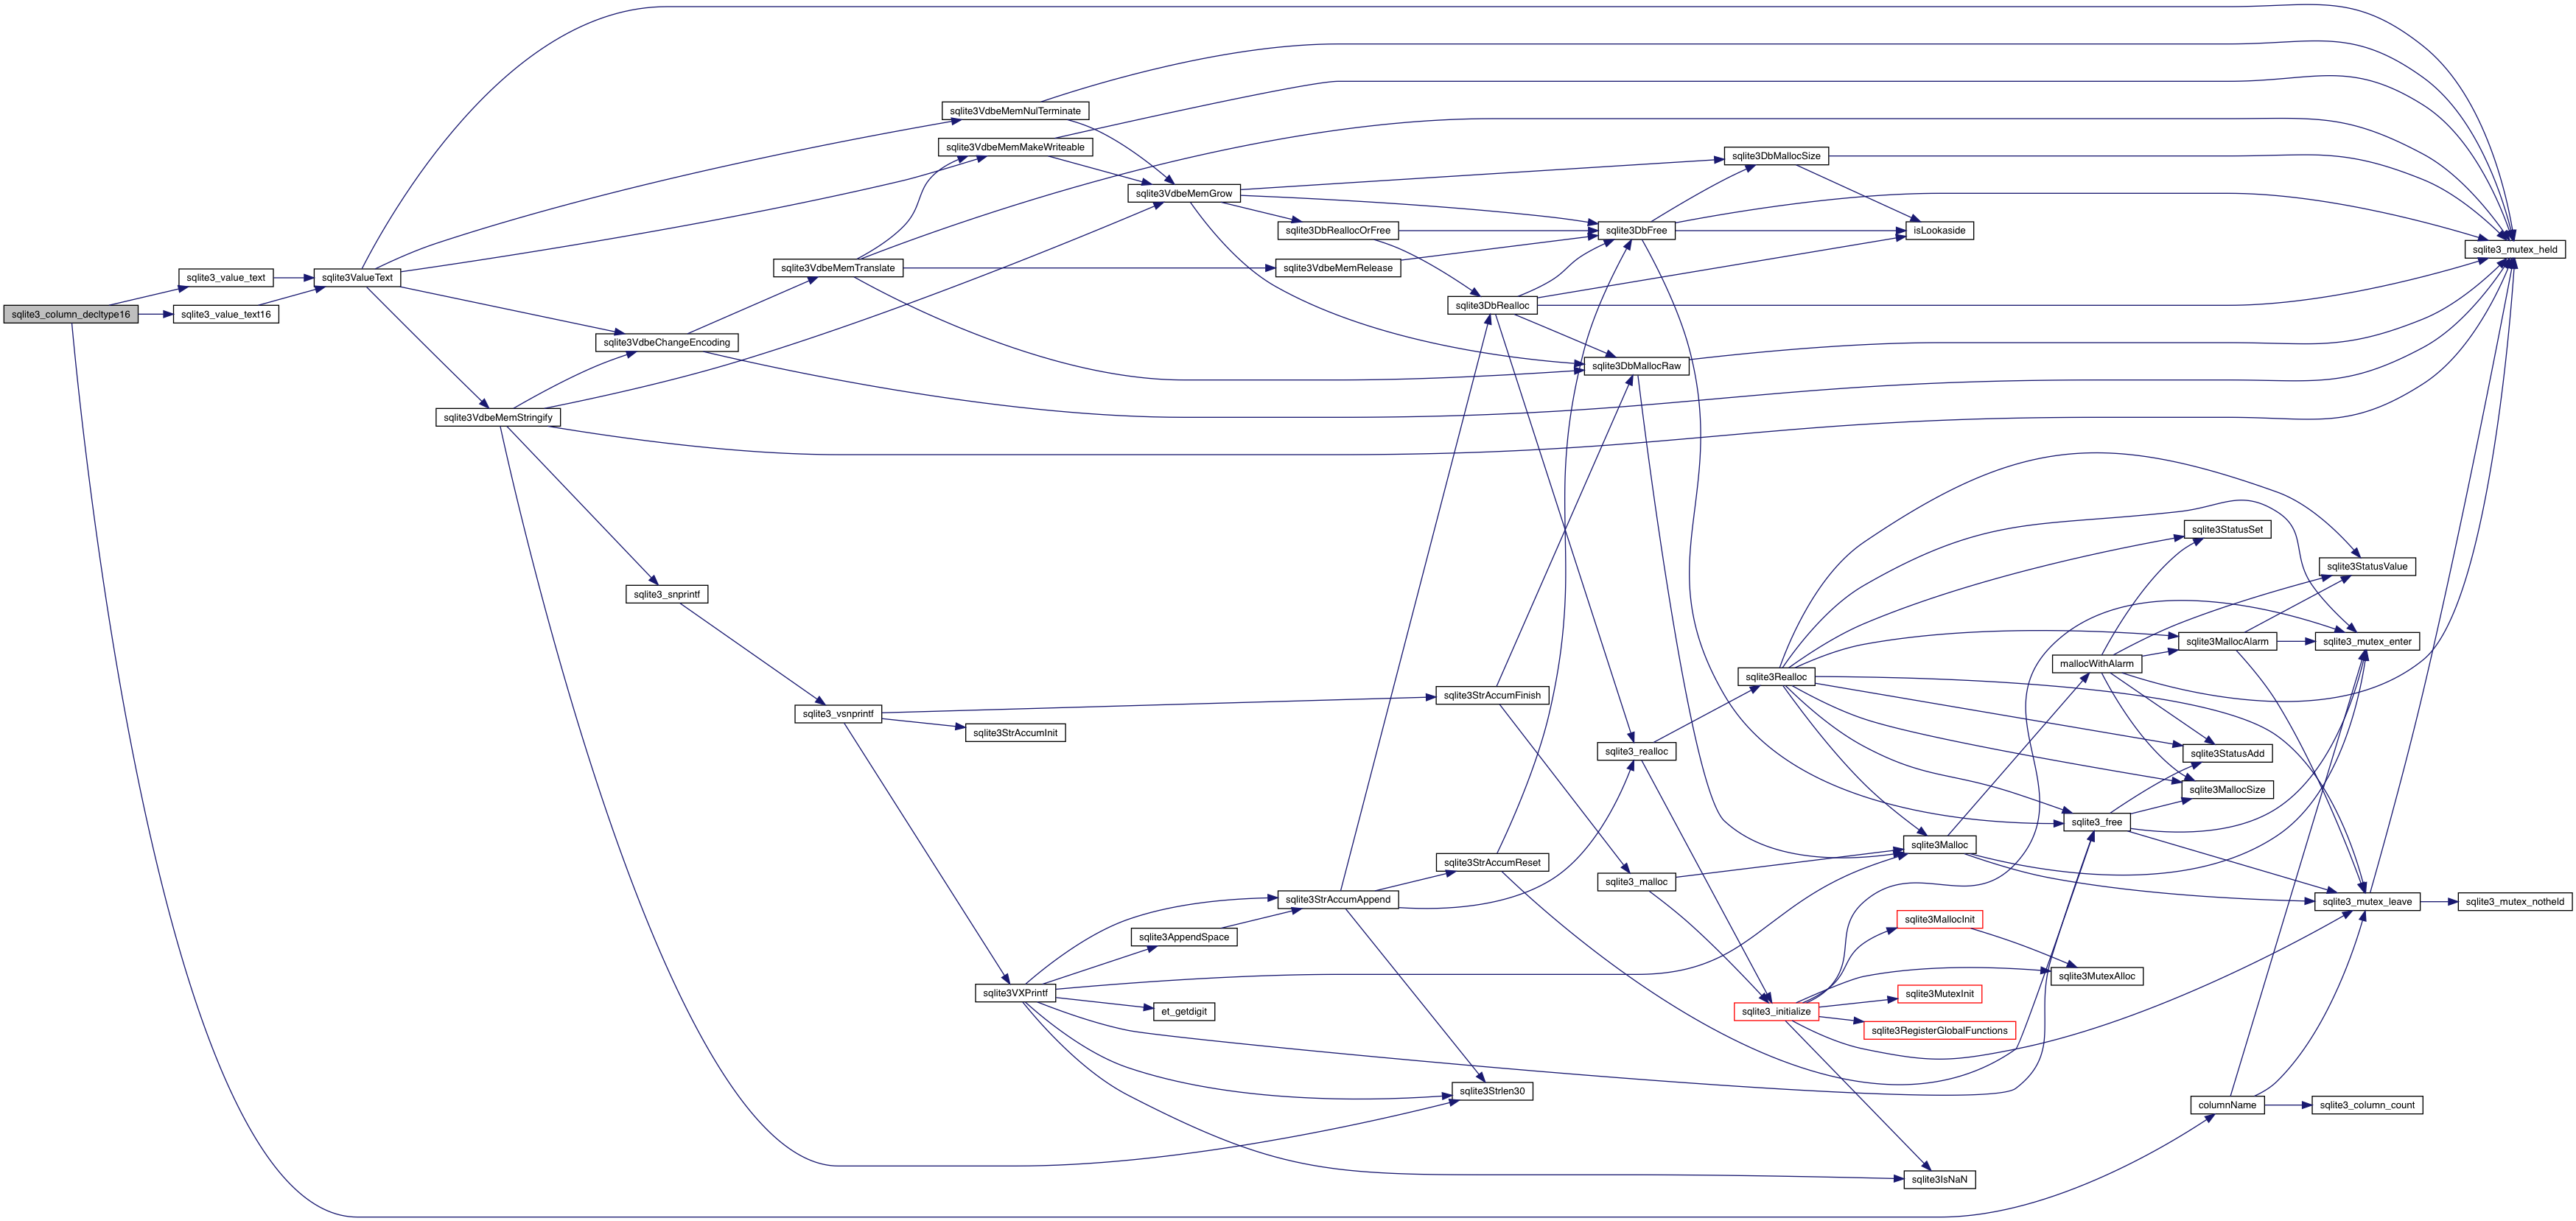 sqlite3_column_decltype16
sqlite3_value_text
sqlite3_value_text16
sqlite3ValueText
sqlite3VdbeMemStringify
sqlite3VdbeChangeEncoding
sqlite3_snprintf
sqlite3VdbeMemTranslate
sqlite3_vsnprintf
sqlite3VdbeMemNulTerminate
sqlite3VdbeMemMakeWriteable
sqlite3StrAccumInit
sqlite3VXPrintf
sqlite3VdbeMemGrow
sqlite3AppendSpace
et_getdigit
sqlite3DbReallocOrFree
sqlite3VdbeMemRelease
sqlite3StrAccumAppend
sqlite3DbRealloc
sqlite3StrAccumFinish
sqlite3StrAccumReset
sqlite3Strlen30
sqlite3DbFree
sqlite3DbMallocRaw
sqlite3_realloc
sqlite3_malloc
sqlite3DbMallocSize
sqlite3Realloc
sqlite3_initialize
isLookaside
sqlite3Malloc
sqlite3MallocInit
sqlite3MutexInit
sqlite3RegisterGlobalFunctions
sqlite3IsNaN
mallocWithAlarm
sqlite3_free
sqlite3MutexAlloc
sqlite3StatusSet
sqlite3MallocAlarm
sqlite3StatusAdd
sqlite3MallocSize
columnName
sqlite3StatusValue
sqlite3_mutex_enter
sqlite3_mutex_leave
sqlite3_column_count
sqlite3_mutex_held
sqlite3_mutex_notheld